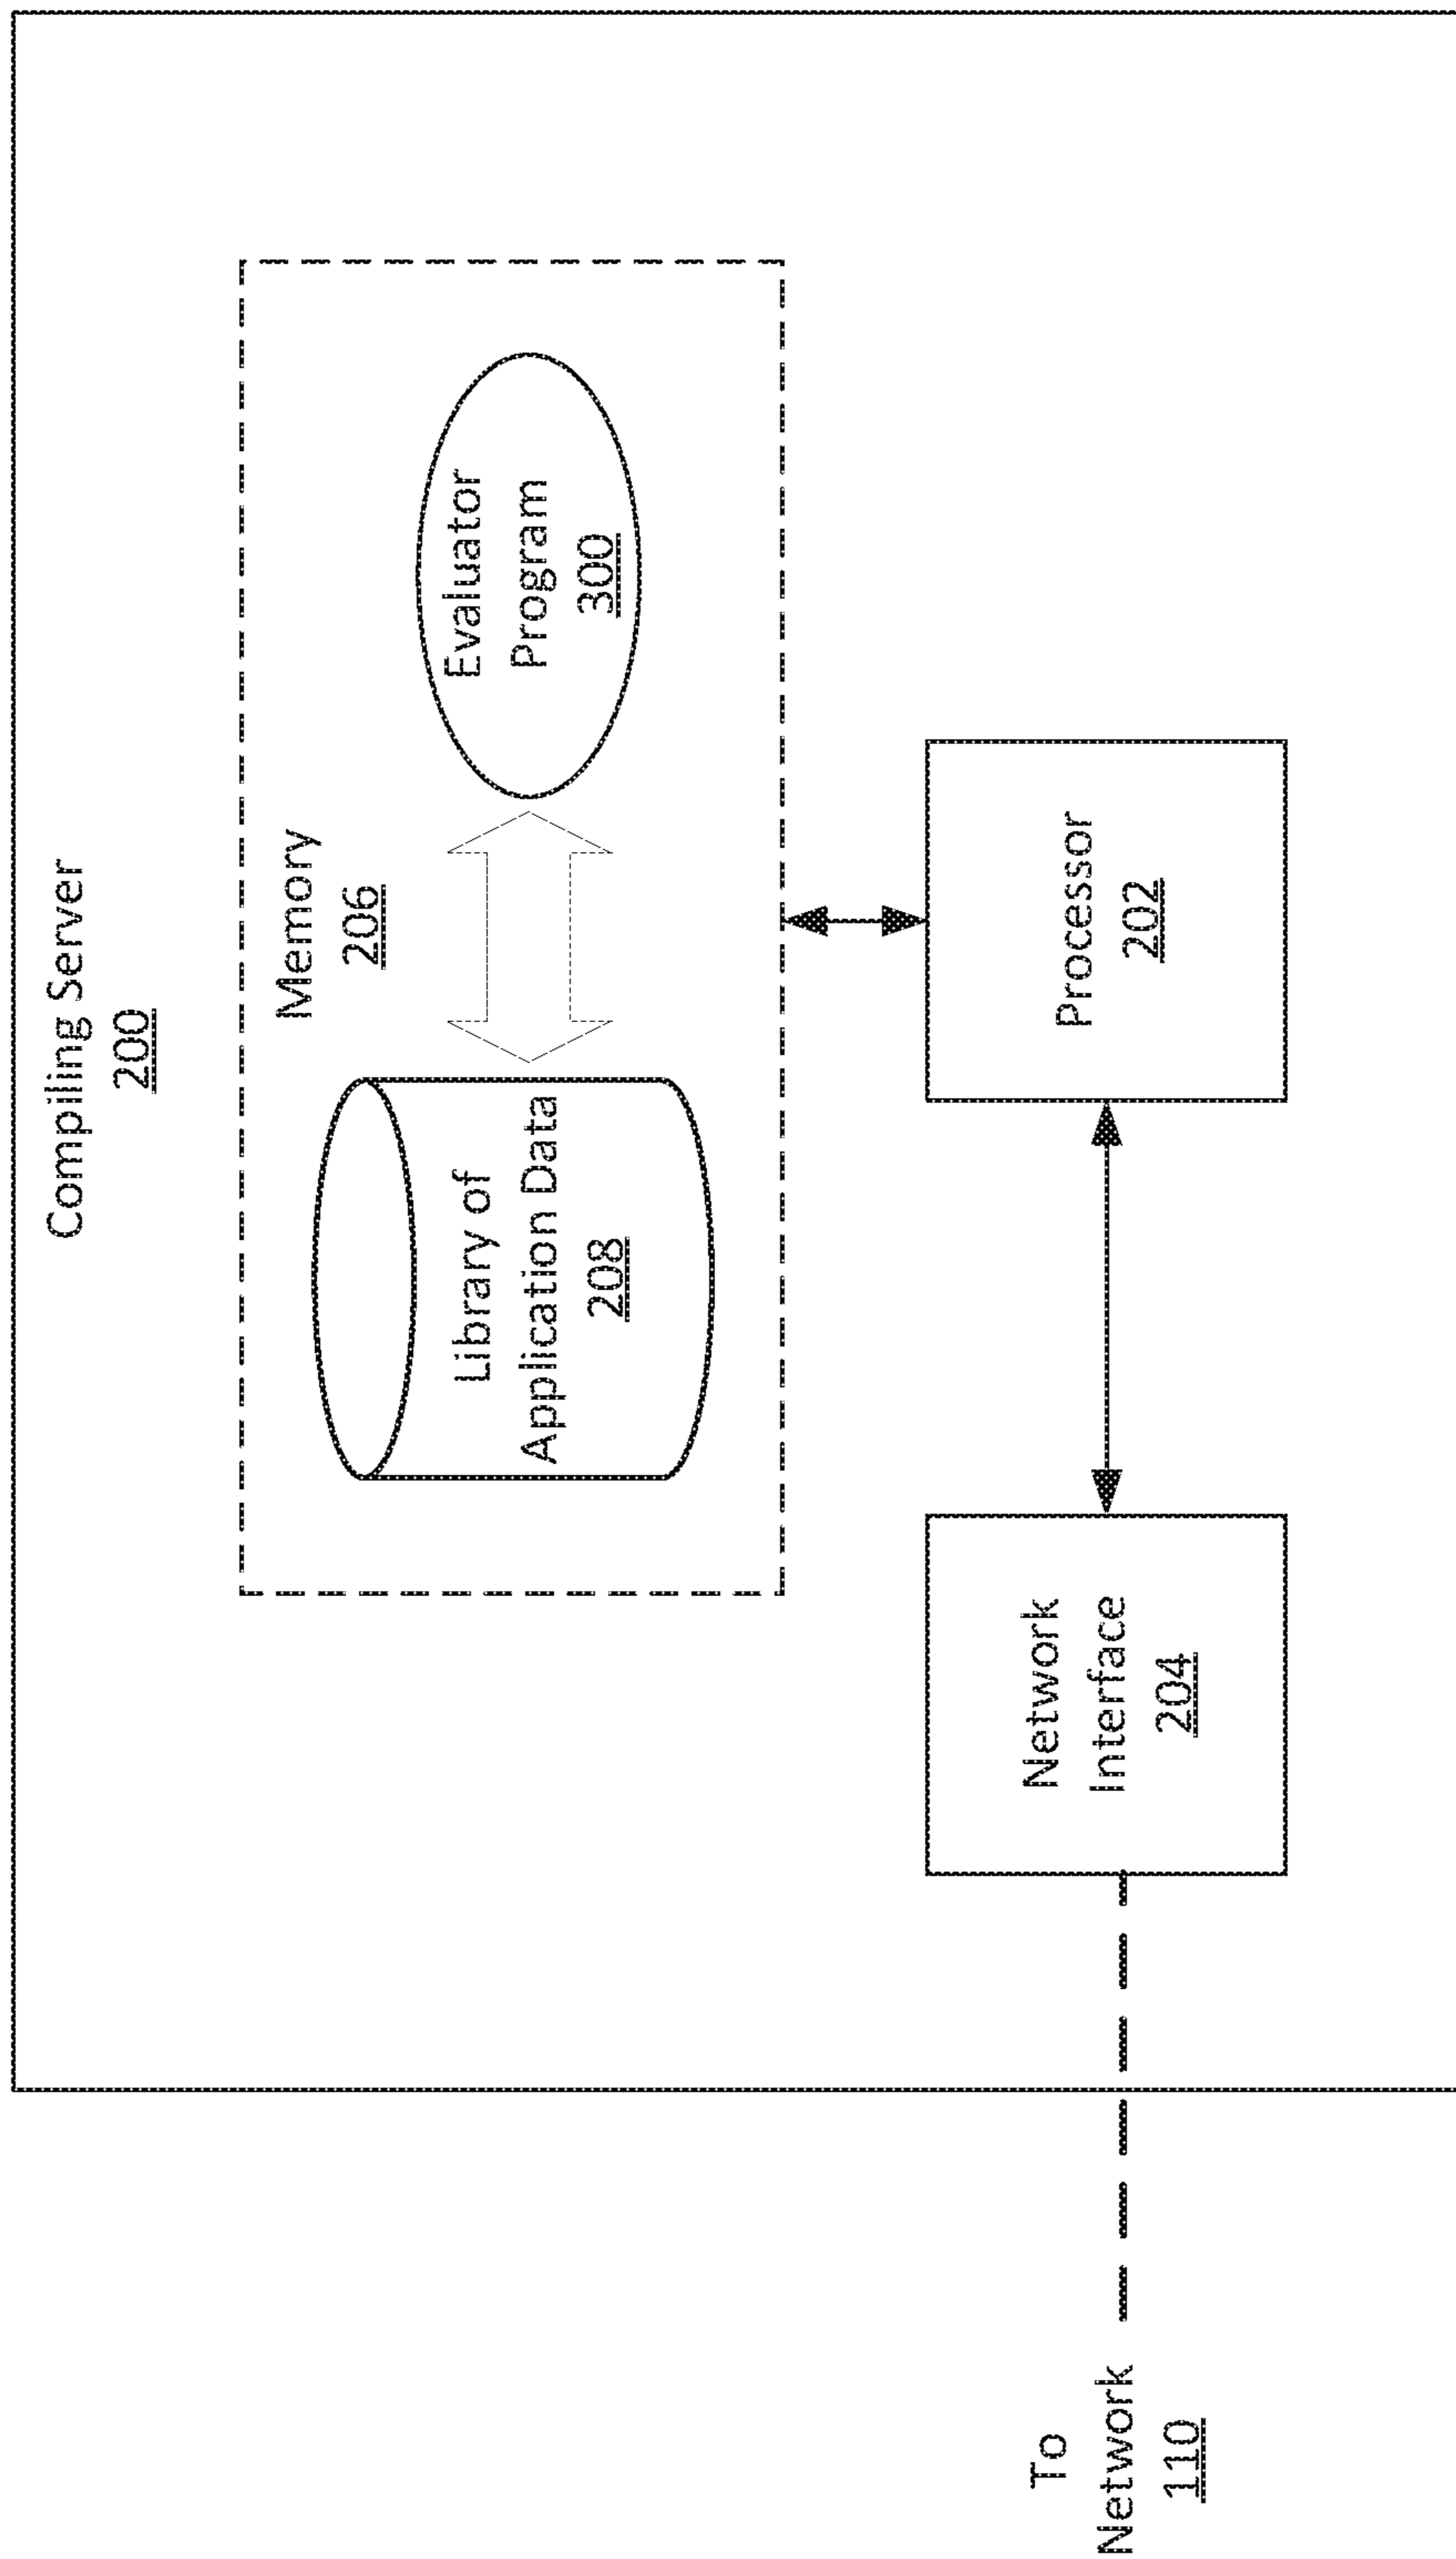 Compiling Server
200
Memory
206
Library of
Application Data
208
Evaluator
Program
300
To
Network
110
Network
Interface
204
Processor
202